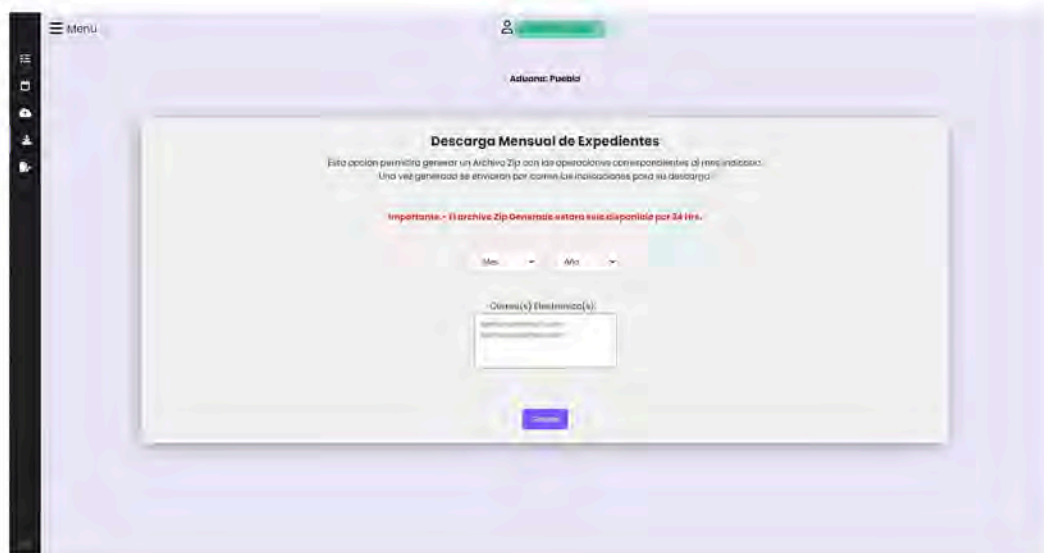 Menu
Aduana: Puebla
Descarga Mensual de Expedientes
Esta opción permitirá generar un Archivo Zip con las operaciones correspondientes al mes indicado.
Una vez generado se enviaran por correo las indicaciones para su descarga.
Importante.- El archivo Zip Generado estara solo disponible por 24 Hrs.
Mes
Año
Correo(s) Electronico(s):